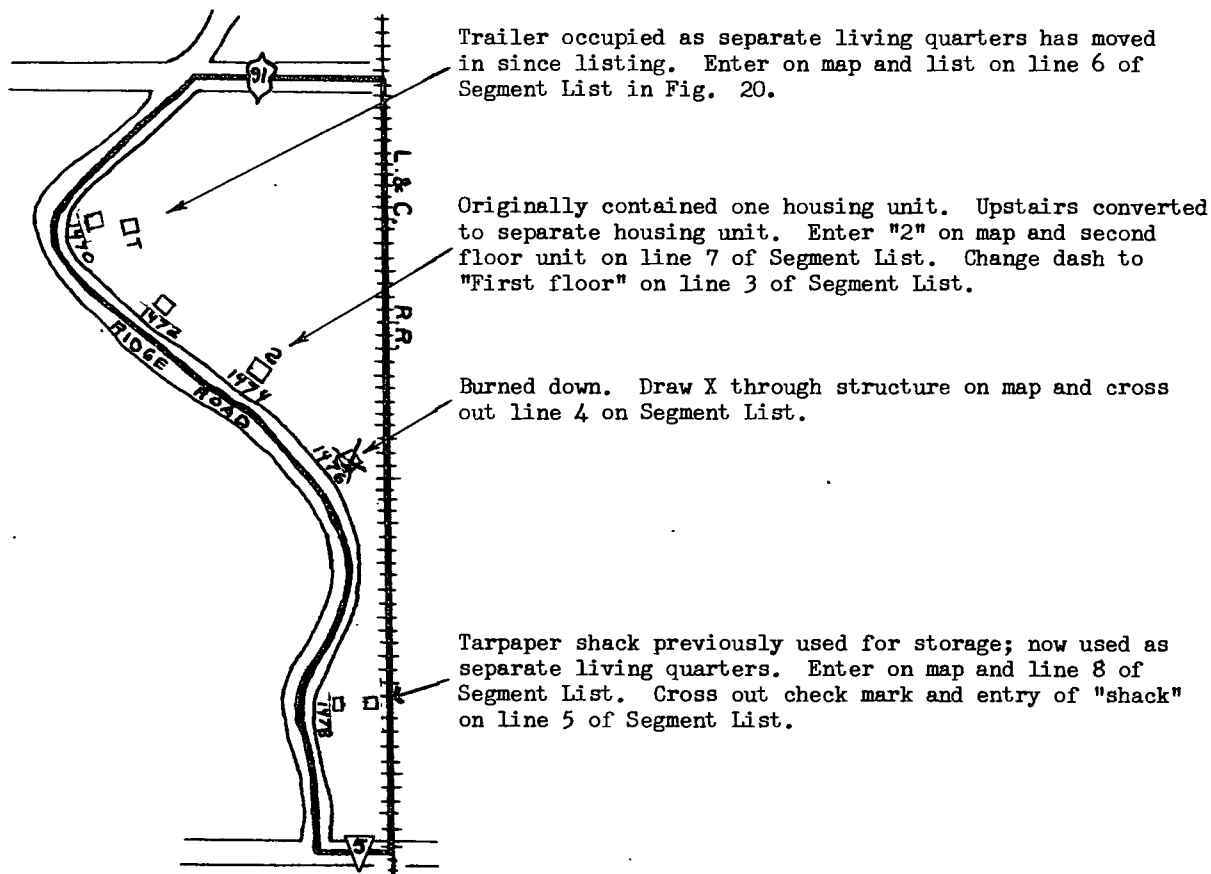 91
Trailer occupied as separate living quarters has moved
in since listing. Enter on map and list on line 6 of
Segment List in Fig. 20.
L. & C. R.R.
1470
T
Originally contained one housing unit. Upstairs converted
to separate housing unit. Enter "2" on map and second
floor unit on line 7 of Segment List. Change dash to
"First floor" on line 3 of Segment List.
1472
RIDGE ROAD
2
1474
Burned down. Draw X through structure on map and cross
out line 4 on Segment List.
1476
Tarpaper shack previously used for storage; now used as
separate living quarters. Enter on map and line 8 of
Segment List. Cross out check mark and entry of "shack"
on line 5 of Segment List.
1478
5